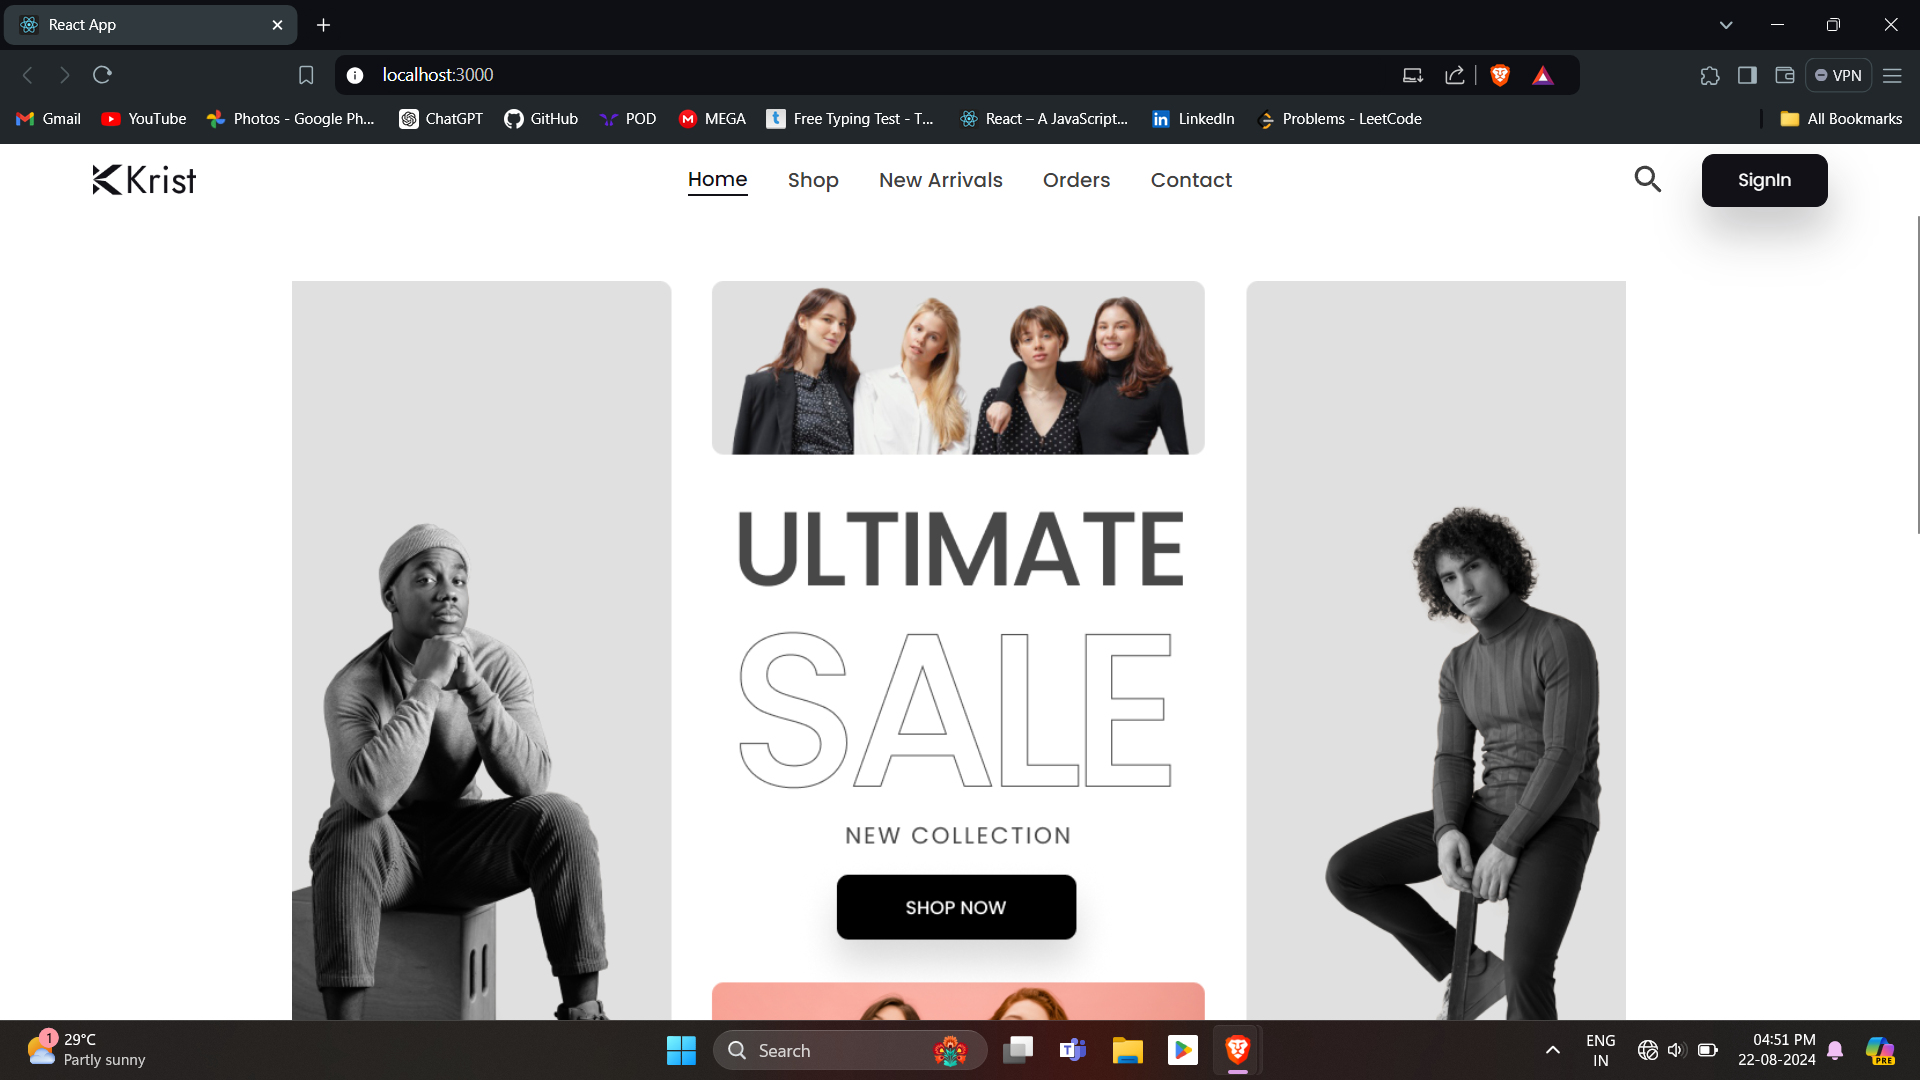 React App
localhost:3000
VPN
Gmail
YouTube
Photos - Google Ph...
ChatGPT
GitHub
POD
MEGA
Free Typing Test - T...
React – A JavaScript...
LinkedIn
Problems - LeetCode
All Bookmarks
Krist
Home
Shop
New Arrivals
Orders
Contact
SignIn
ULTIMATE
SALE
NEW COLLECTION
SHOP NOW
1
29°C
Partly sunny
Search
ENG
IN
04:51 PM
22-08-2024
PRE